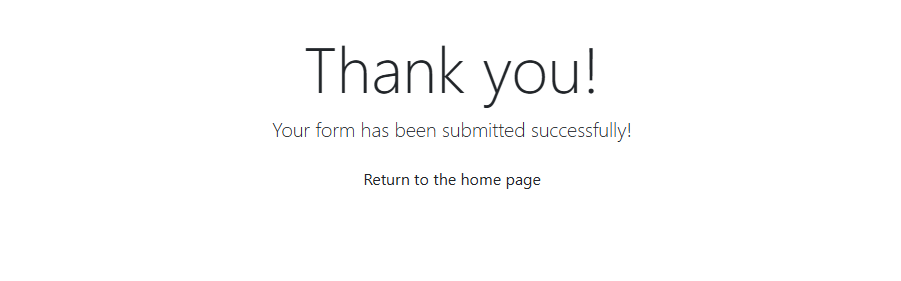 Thank you!
Your form has been submitted successfully!
Return to the home page